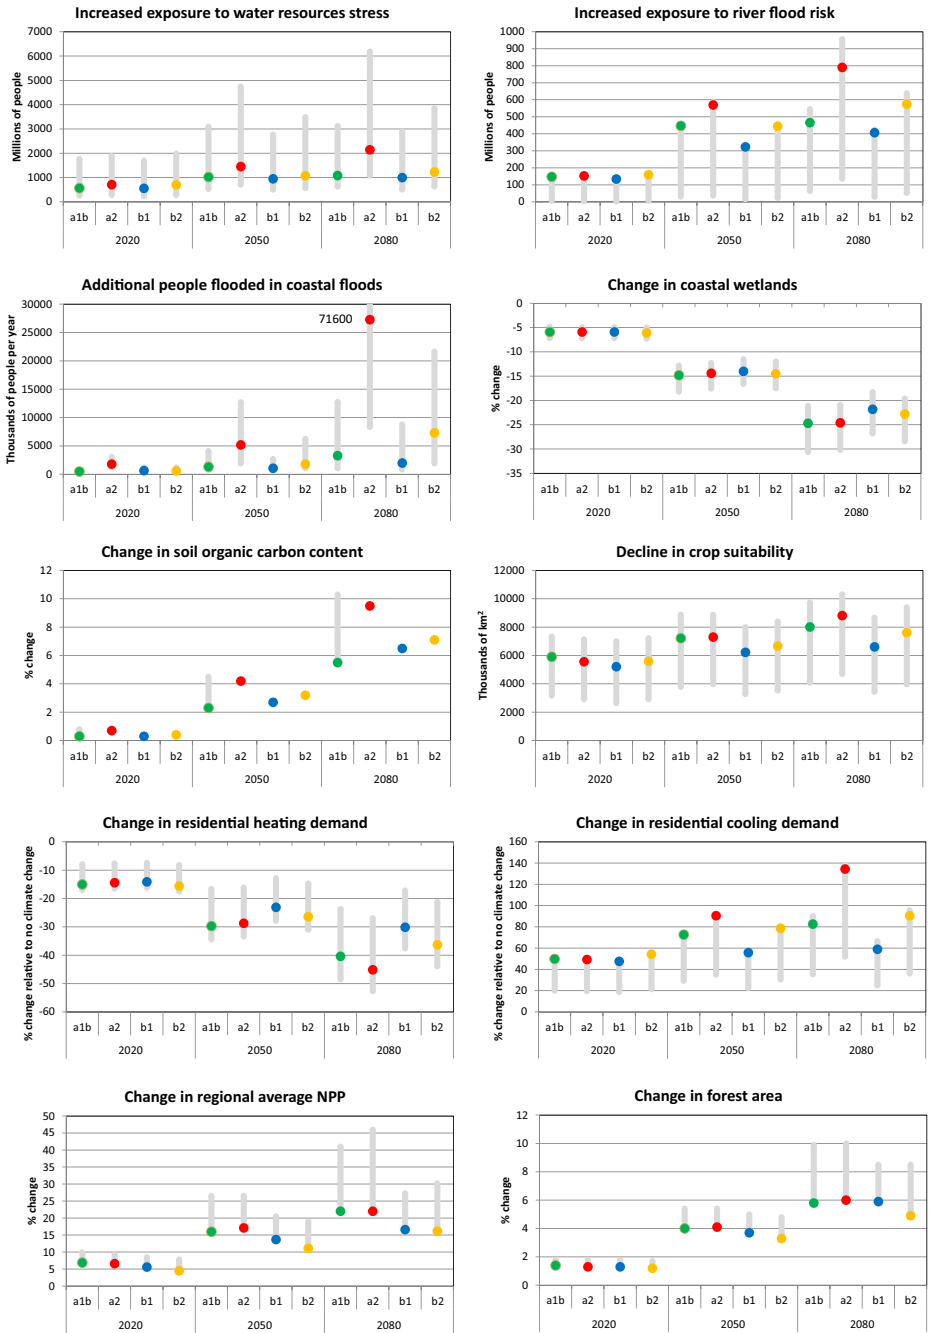 Increased exposure to water resources stress
Millions of people
7000
6000
5000
4000
3000
2000
1000
0
a1b a2 b1 b2 a1b a2 b1 b2 a1b a2 b1 b2
2020 2050 2080
Increased exposure to river flood risk
Millions of people
1000
900
800
700
600
500
400
300
200
100
0
a1b a2 b1 b2 a1b a2 b1 b2 a1b a2 b1 b2
2020 2050 2080
Additional people flooded in coastal floods
Thousands of people per year
30000
25000
20000
15000
10000
5000
0
71600
a1b a2 b1 b2 a1b a2 b1 b2 a1b a2 b1 b2
2020 2050 2080
Change in coastal wetlands
% change
0
-5
-10
-15
-20
-25
-30
-35
a1b a2 b1 b2 a1b a2 b1 b2 a1b a2 b1 b2
2020 2050 2080
Change in soil organic carbon content
% change
12
10
8
6
4
2
0
a1b a2 b1 b2 a1b a2 b1 b2 a1b a2 b1 b2
2020 2050 2080
Decline in crop suitability
Thousands of km²
12000
10000
8000
6000
4000
2000
0
a1b a2 b1 b2 a1b a2 b1 b2 a1b a2 b1 b2
2020 2050 2080
Change in residential heating demand
% change relative to no climate change
0
-10
-20
-30
-40
-50
-60
a1b a2 b1 b2 a1b a2 b1 b2 a1b a2 b1 b2
2020 2050 2080
Change in residential cooling demand
% change relative to no climate change
160
140
120
100
80
60
40
20
0
a1b a2 b1 b2 a1b a2 b1 b2 a1b a2 b1 b2
2020 2050 2080
Change in regional average NPP
% change
50
45
40
35
30
25
20
15
10
5
0
a1b a2 b1 b2 a1b a2 b1 b2 a1b a2 b1 b2
2020 2050 2080
Change in forest area
% change
12
10
8
6
4
2
0
a1b a2 b1 b2 a1b a2 b1 b2 a1b a2 b1 b2
2020 2050 2080